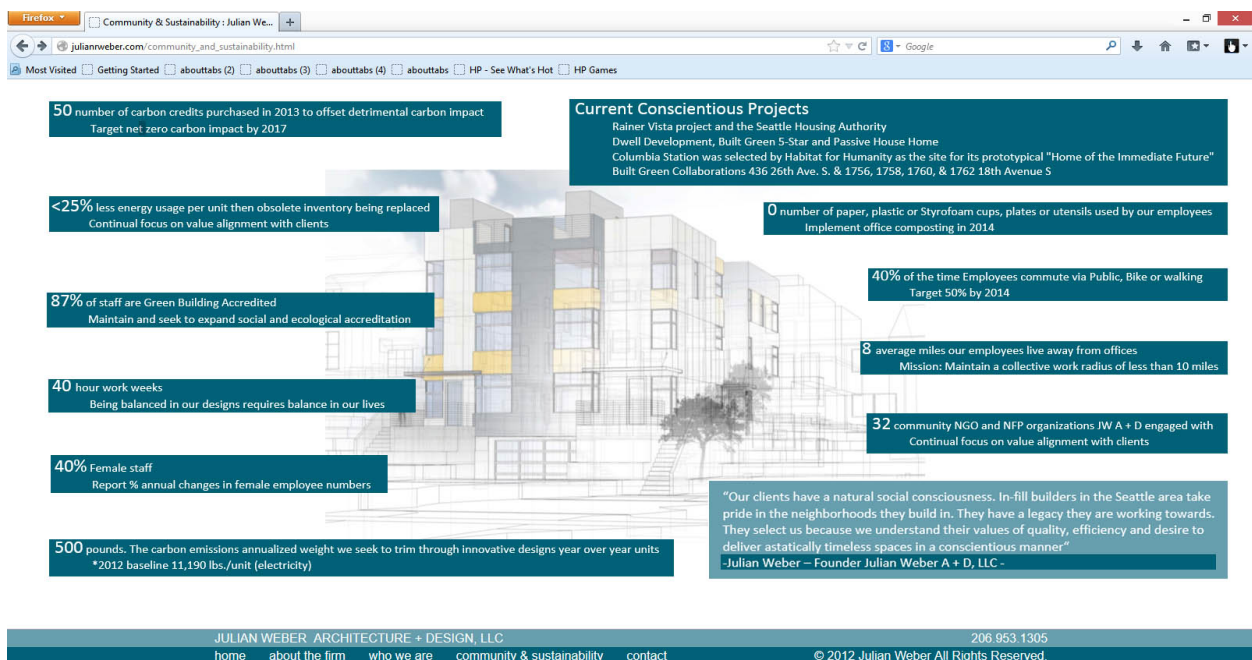 Firefox
Community & Sustainability : Julian We...
julianrweber.com/community_and_sustainability.html
Google
Most Visited Getting Started abouttabs (2) abouttabs (3) abouttabs (4) abouttabs HP - See What's Hot HP Games
50 number of carbon credits purchased in 2013 to offset detrimental carbon impact
Target net zero carbon impact by 2017
Current Conscientious Projects
Rainer Vista project and the Seattle Housing Authority
Dwell Development, Built Green 5-Star and Passive House Home
Columbia Station was selected by Habitat for Humanity as the site for its prototypical "Home of the Immediate Future"
Built Green Collaborations 436 26th Ave. S. & 1756, 1758, 1760, & 1762 18th Avenue S
<25% less energy usage per unit then obsolete inventory being replaced
Continual focus on value alignment with clients
0 number of paper, plastic or Styrofoam cups, plates or utensils used by our employees
Implement office composting in 2014
40% of the time Employees commute via Public, Bike or walking
Target 50% by 2014
87% of staff are Green Building Accredited
Maintain and seek to expand social and ecological accreditation
8 average miles our employees live away from offices
Mission: Maintain a collective work radius of less than 10 miles
40 hour work weeks
Being balanced in our designs requires balance in our lives
32 community NGO and NFP organizations JW A + D engaged with
Continual focus on value alignment with clients
40% Female staff
Report % annual changes in female employee numbers
"Our clients have a natural social consciousness. In-fill builders in the Seattle area take
pride in the neighborhoods they build in. They have a legacy they are working towards.
They select us because we understand their values of quality, efficiency and desire to
deliver astatically timeless spaces in a conscientious manner"
-Julian Weber – Founder Julian Weber A + D, LLC -
500 pounds. The carbon emissions annualized weight we seek to trim through innovative designs year over year units
*2012 baseline 11,190 lbs./unit (electricity)
JULIAN WEBER ARCHITECTURE + DESIGN, LLC 206.953.1305
home about the firm who we are community & sustainability contact © 2012 Julian Weber All Rights Reserved.